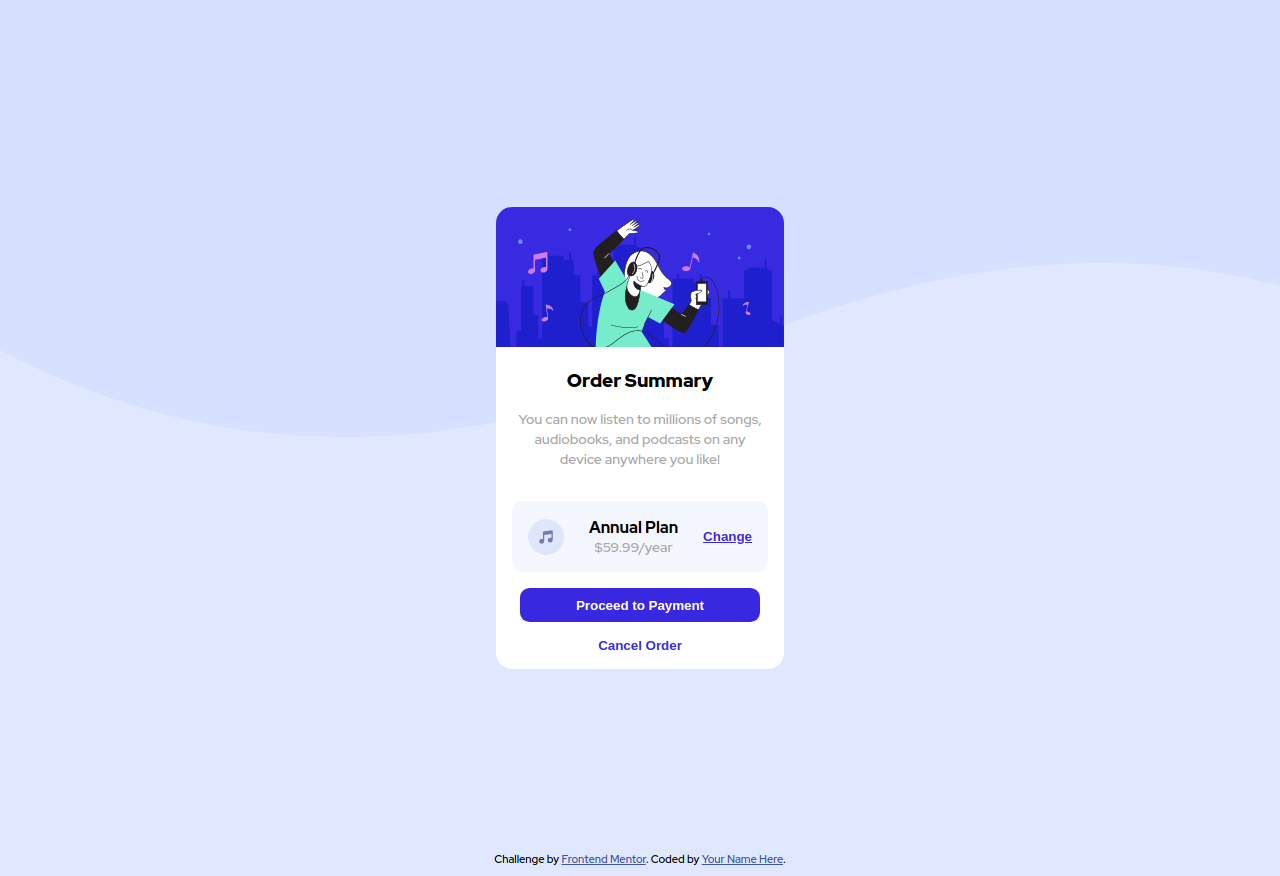 Order Summary
You can now listen to millions of songs,
audiobooks, and podcasts on any
device anywhere you like!
Annual Plan
$59.99/year
Change
Proceed to Payment
Cancel Order
Challenge by Frontend Mentor. Coded by Your Name Here.